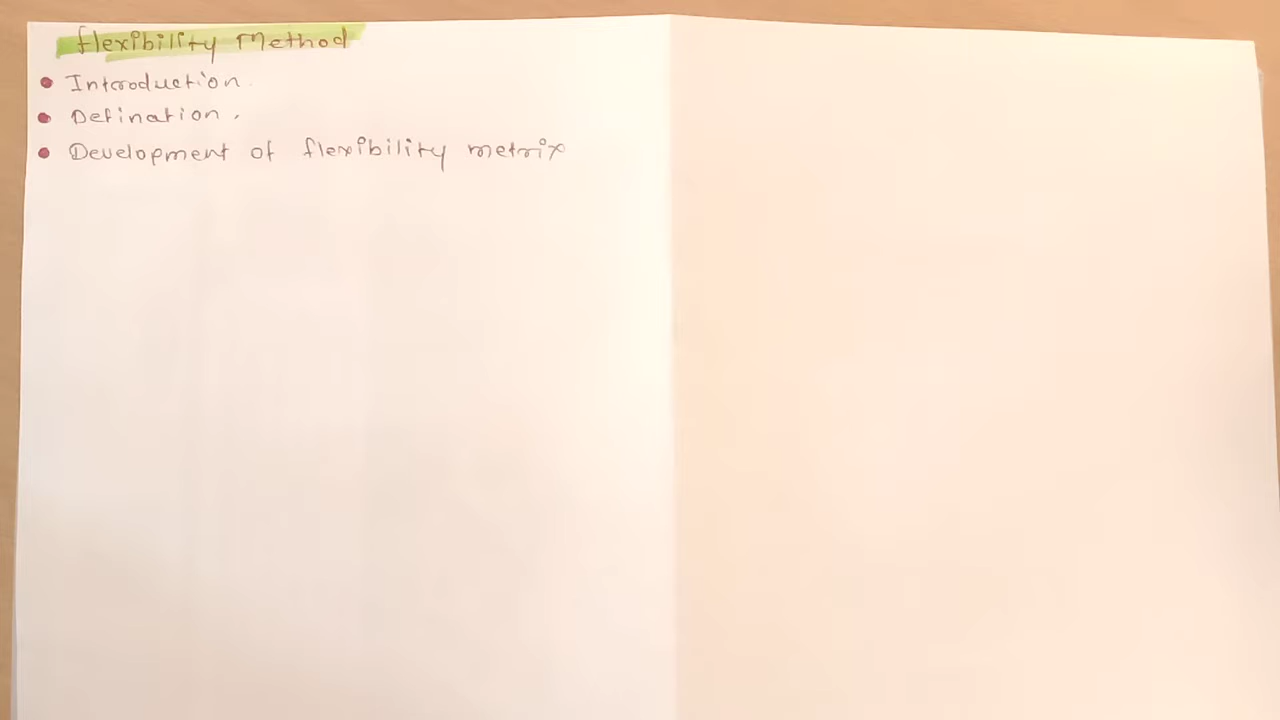 flexibility Method
• Introduction.
• Defination.
• Development of flexibility metrix